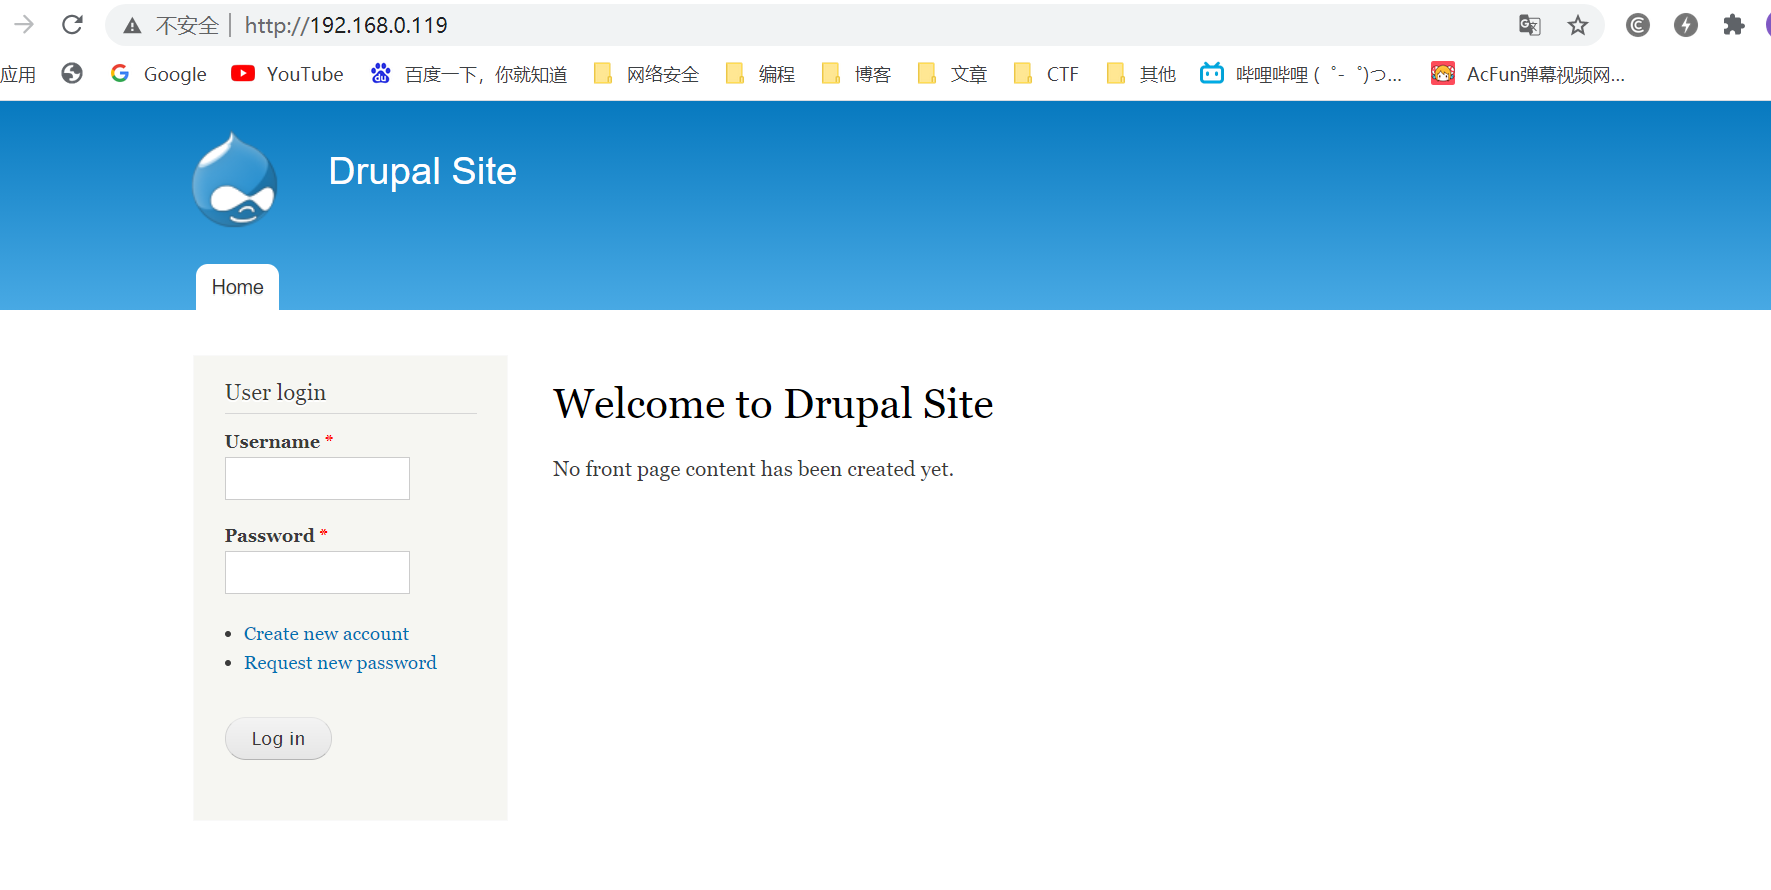 不安全 | http://192.168.0.119
应用 Google YouTube 百度一下，你就知道 网络安全 编程 博客 文章 CTF 其他 哔哩哔哩 ( ゜- ゜)つ... AcFun弹幕视频网...
Drupal Site
Home
User login
Username *
Password *
Create new account
Request new password
Log in
Welcome to Drupal Site
No front page content has been created yet.